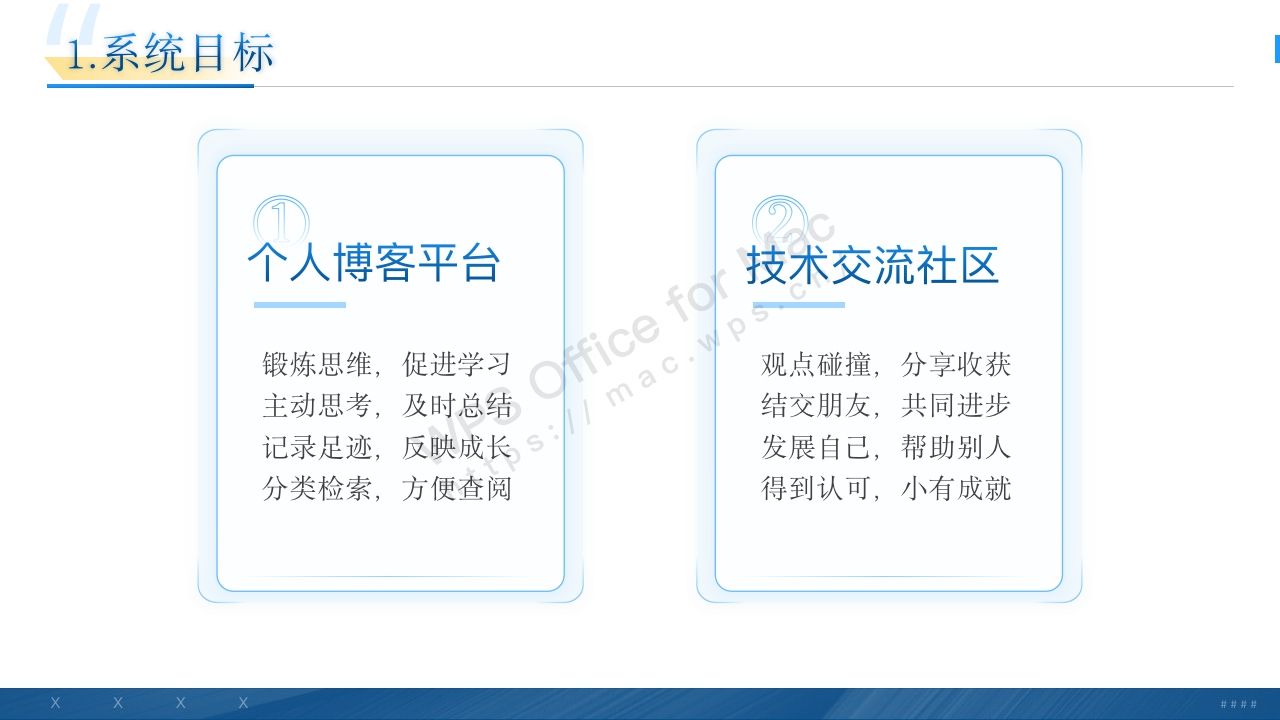 1.系统目标
①
个人博客平台
锻炼思维，促进学习
主动思考，及时总结
记录足迹，反映成长
分类检索，方便查阅
②
技术交流社区
观点碰撞，分享收获
结交朋友，共同进步
发展自己，帮助别人
得到认可，小有成就
WPS Office for Mac
https://mac.wps.cn
X X X X
####